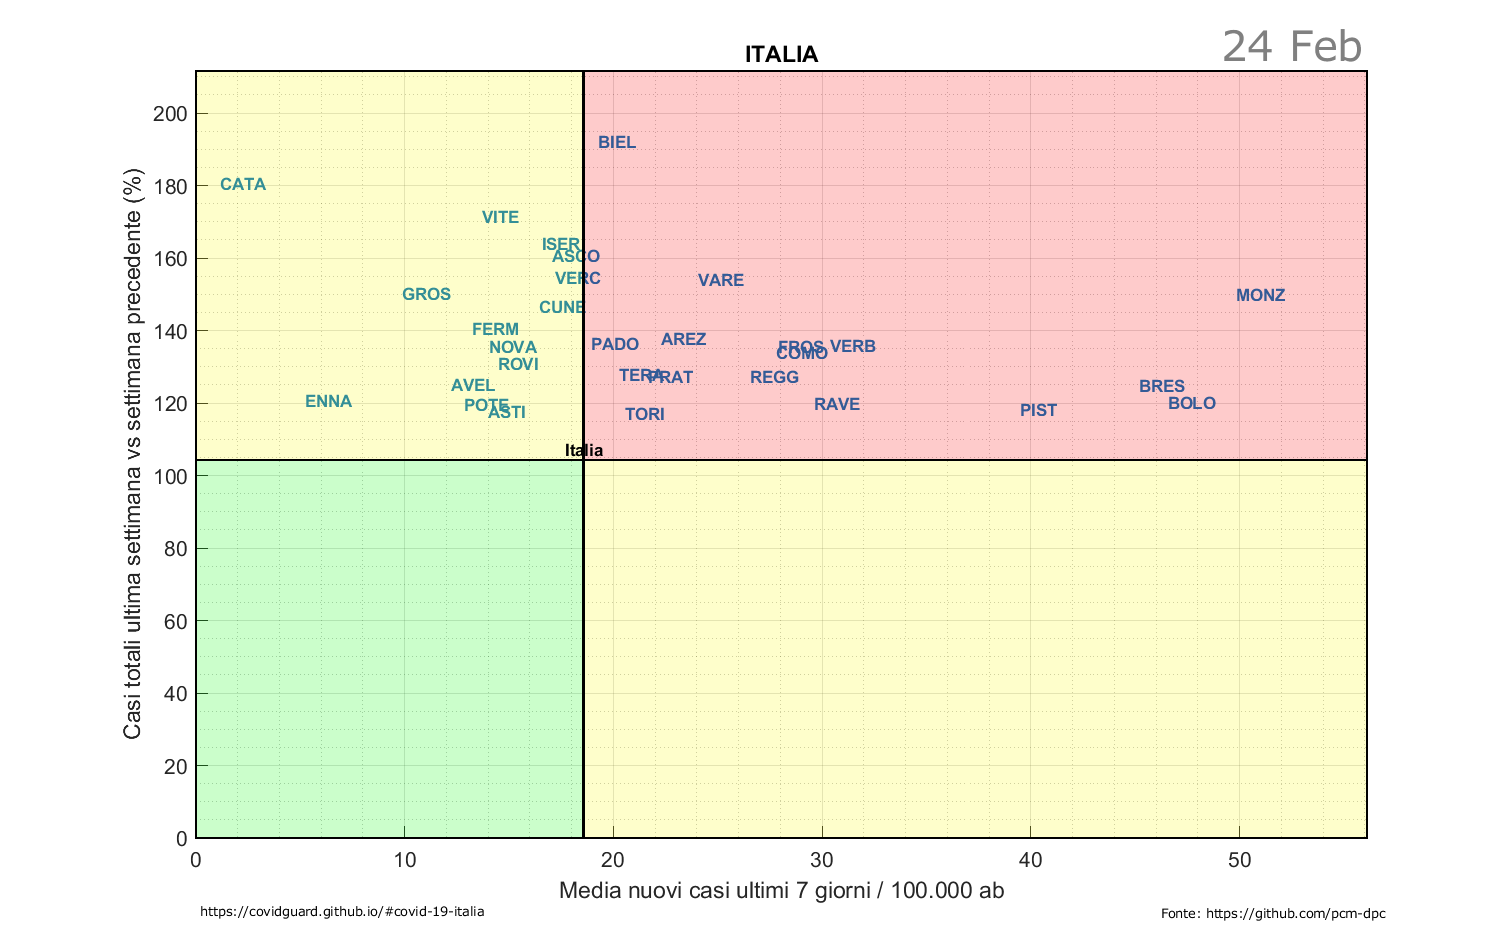 24 Feb
ITALIA
Casi totali ultima settimana vs settimana precedente (%)
200
180
160
140
120
100
80
60
40
20
0
BIEL
CATA
VITE
ISER
ASCO
VERC
VARE
GROS
MONZ
CUNE
FERM
AREZ
PADO
NOVA
FROS
VERB
COMO
ROVI
TERA
PRAT
REGG
AVEL
BRES
ENNA
POTE
RAVE
BOLO
ASTI
TORI
PIST
Italia
0 10 20 30 40 50
Media nuovi casi ultimi 7 giorni / 100.000 ab
https://covidguard.github.io/#covid-19-italia
Fonte: https://github.com/pcm-dpc